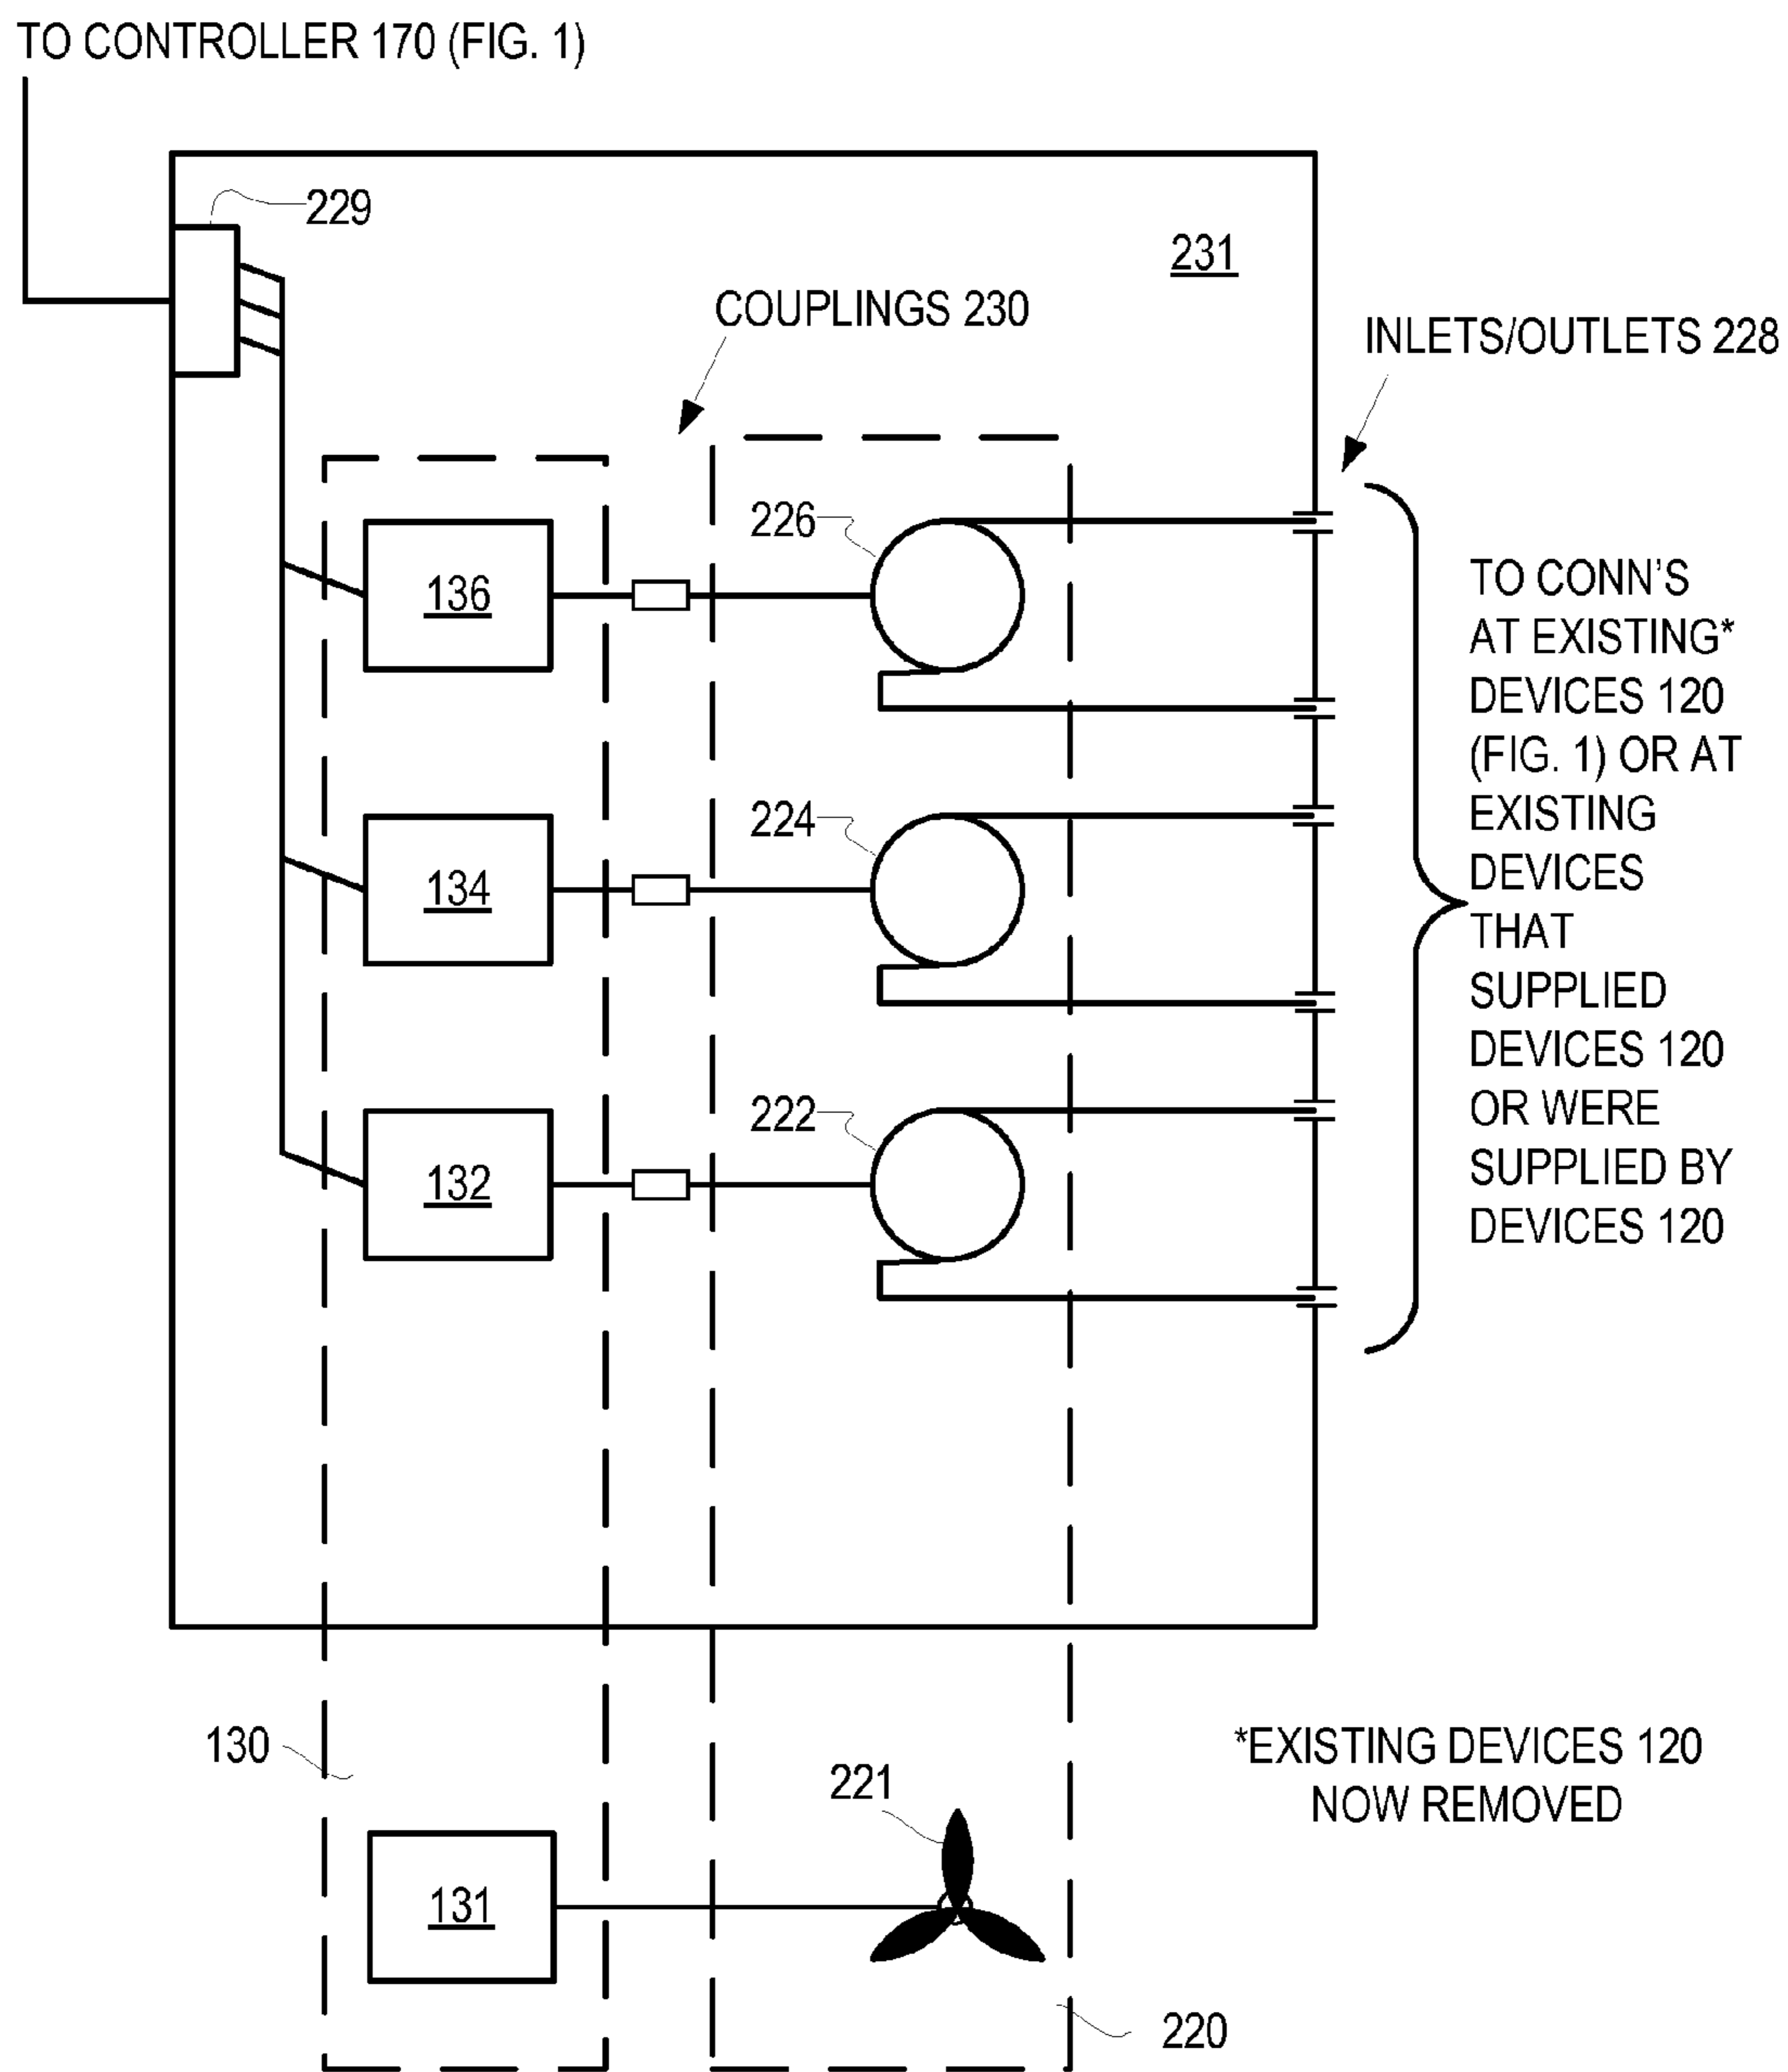 TO CONTROLLER 170 (FIG. 1)
229
231
COUPLINGS 230
INLETS/OUTLETS 228
226
136
TO CONN'S
AT EXISTING*
DEVICES 120
(FIG. 1) OR AT
EXISTING
DEVICES
THAT
SUPPLIED
DEVICES 120
OR WERE
SUPPLIED BY
DEVICES 120
224
134
222
132
130
*EXISTING DEVICES 120
NOW REMOVED
221
131
220